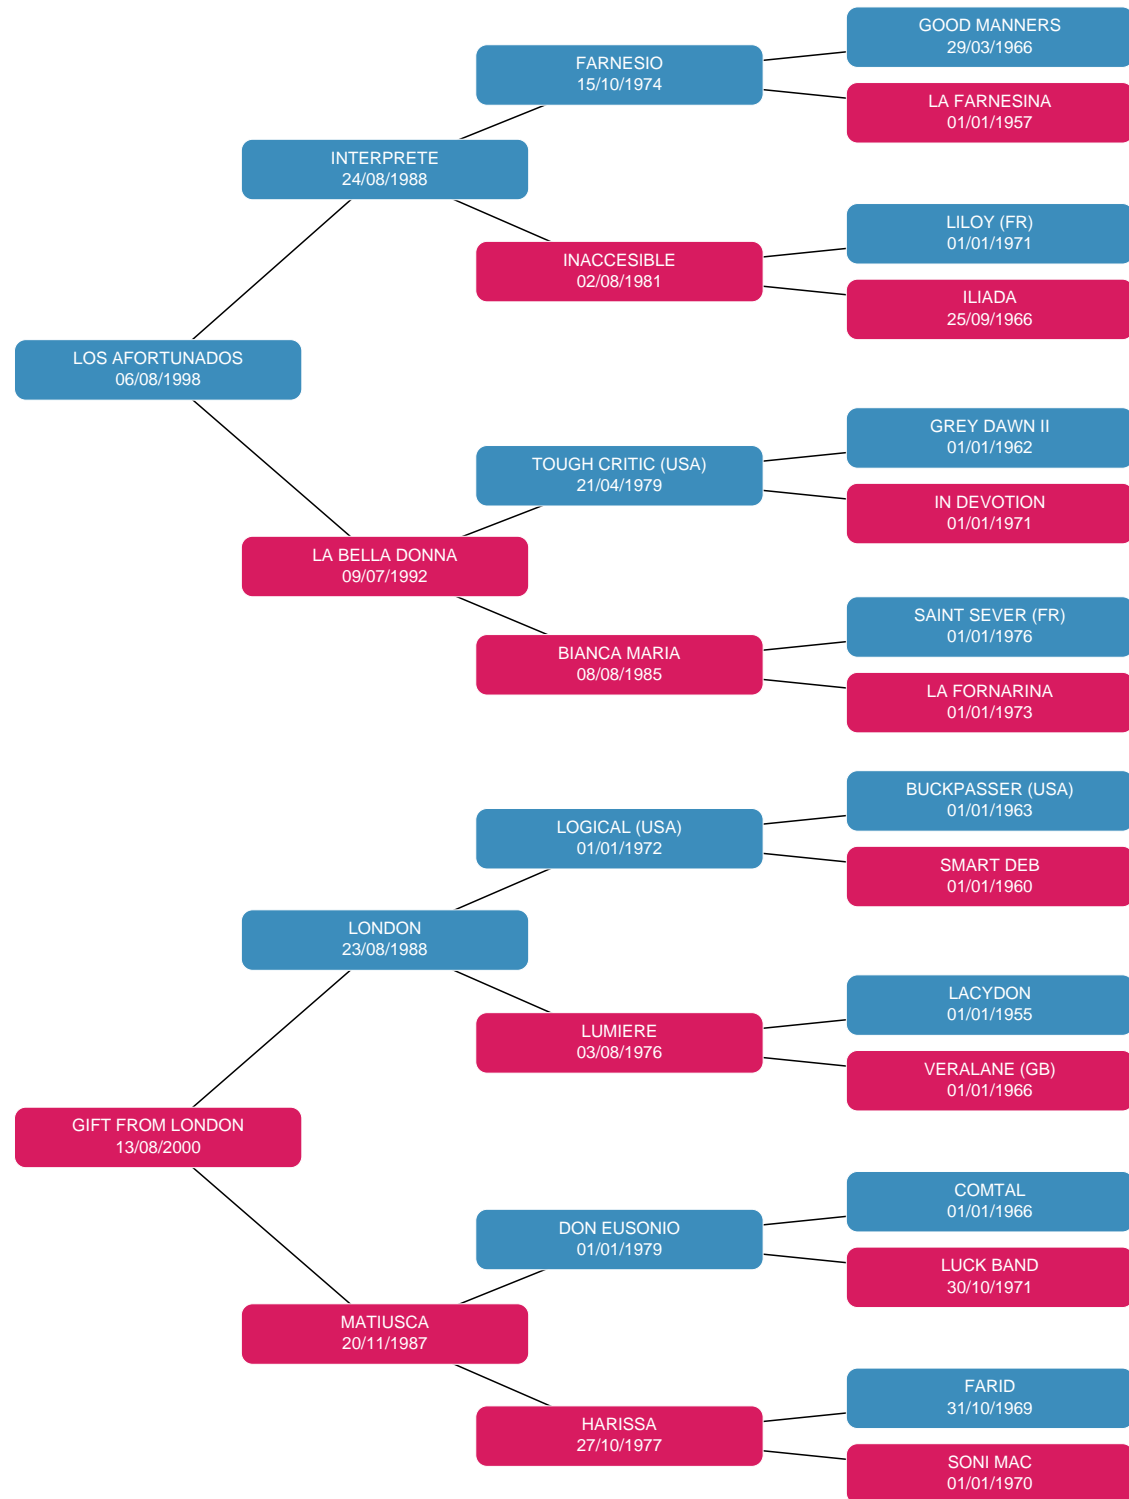 GOOD MANNERS
29/03/1966
FARNESIO
15/10/1974
LA FARNESINA
01/01/1957
INTERPRETE
24/08/1988
LILOY (FR)
01/01/1971
INACCESIBLE
02/08/1981
ILIADA
25/09/1966
LOS AFORTUNADOS
06/08/1998
GREY DAWN II
01/01/1962
TOUGH CRITIC (USA)
21/04/1979
IN DEVOTION
01/01/1971
LA BELLA DONNA
09/07/1992
SAINT SEVER (FR)
01/01/1976
BIANCA MARIA
08/08/1985
LA FORNARINA
01/01/1973
BUCKPASSER (USA)
01/01/1963
LOGICAL (USA)
01/01/1972
SMART DEB
01/01/1960
LONDON
23/08/1988
LACYDON
01/01/1955
LUMIERE
03/08/1976
VERALANE (GB)
01/01/1966
GIFT FROM LONDON
13/08/2000
COMTAL
01/01/1966
DON EUSONIO
01/01/1979
LUCK BAND
30/10/1971
MATIUSCA
20/11/1987
FARID
31/10/1969
HARISSA
27/10/1977
SONI MAC
01/01/1970